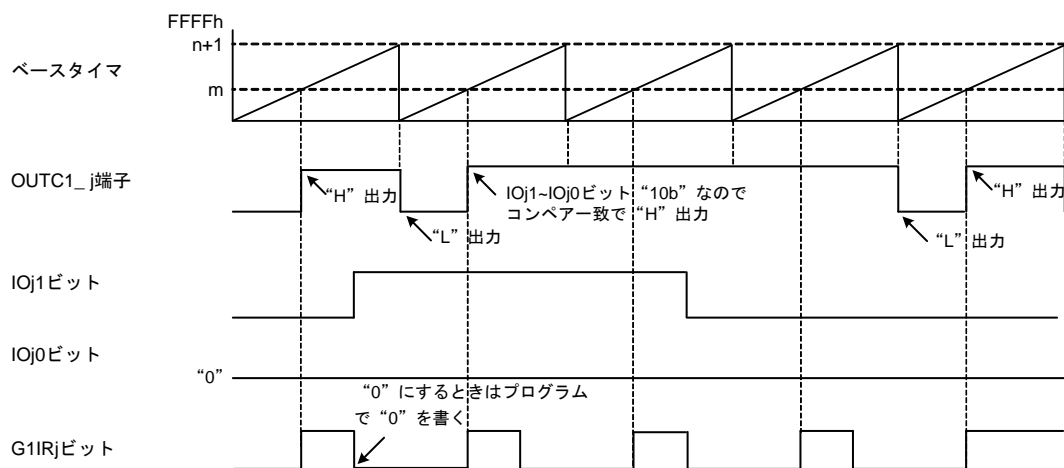 FFFFh
n+1
ベースタイマ
m
OUTC1_ j端子
“H”出力
IOj1~IOj0ビット“10b”なので
コンペア一致で“H”出力
“H”出力
“L”出力
“L”出力
IOj1ビット
IOj0ビット
“0”
“0”にするときはプログラム
で“0”を書く
G1IRjビット